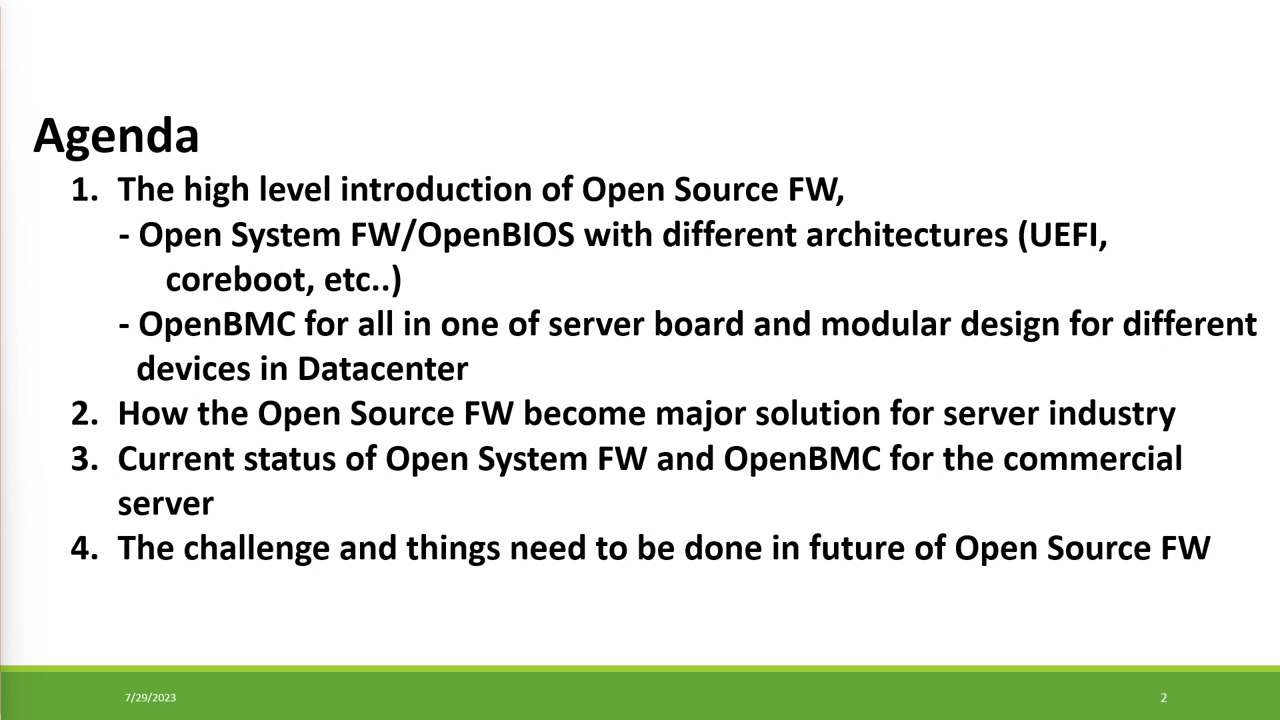 Agenda
1. The high level introduction of Open Source FW,
- Open System FW/OpenBIOS with different architectures (UEFI,
coreboot, etc..)
- OpenBMC for all in one of server board and modular design for different
devices in Datacenter
2. How the Open Source FW become major solution for server industry
3. Current status of Open System FW and OpenBMC for the commercial
server
4. The challenge and things need to be done in future of Open Source FW
7/29/2023
2